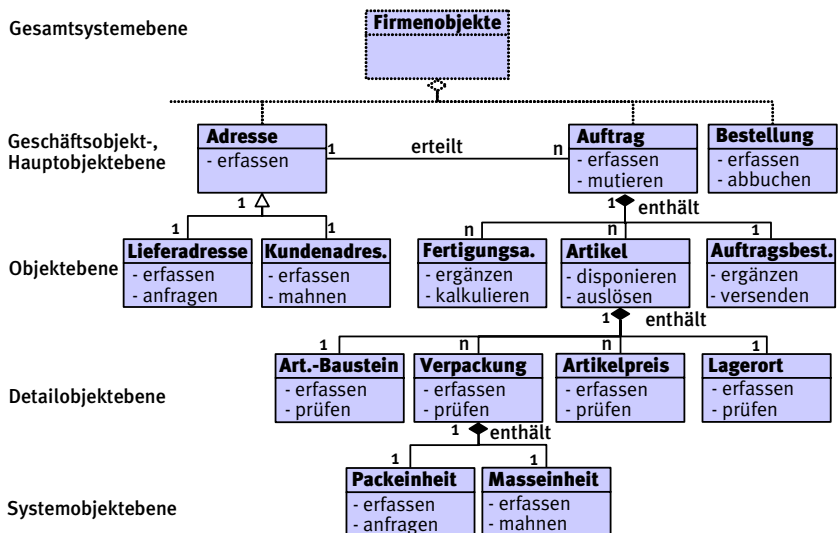 Gesamtsystemebene
Firmenobjekte
Geschäftsobjekt-,
Hauptobjektebene
Adresse
- erfassen
1
erteilt
n
Auftrag
- erfassen
- mutieren
Bestellung
- erfassen
- abbuchen
1
1
1
1
enthält
n
n
1
Objektebene
Lieferadresse
- erfassen
- anfragen
Kundenadres.
- erfassen
- mahnen
Fertigungsa.
- ergänzen
- kalkulieren
Artikel
- disponieren
- auslösen
Auftragsbest.
- ergänzen
- versenden
1
enthält
1
n
n
1
Detailobjektebene
Art.-Baustein
- erfassen
- prüfen
Verpackung
- erfassen
- prüfen
Artikelpreis
- erfassen
- prüfen
Lagerort
- erfassen
- prüfen
1
enthält
1
1
Systemobjektebene
Packeinheit
- erfassen
- anfragen
Masseinheit
- erfassen
- mahnen